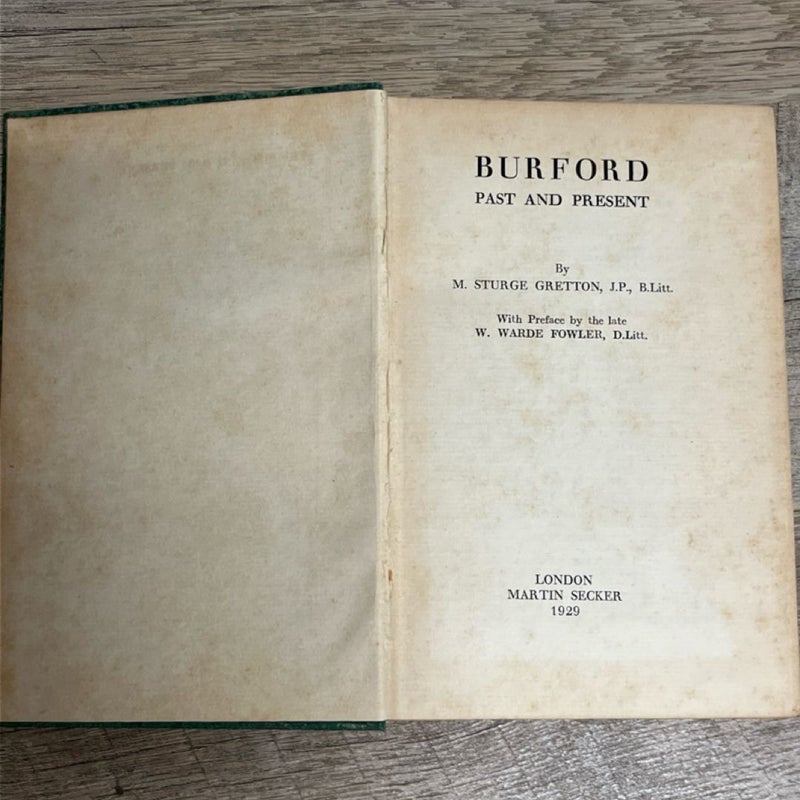 BURFORD
PAST AND PRESENT
By
M. STURGE GRETTON, J.P., B.Litt.
With Preface by the late
W. WARDE FOWLER, D.Litt.
LONDON
MARTIN SECKER
1929